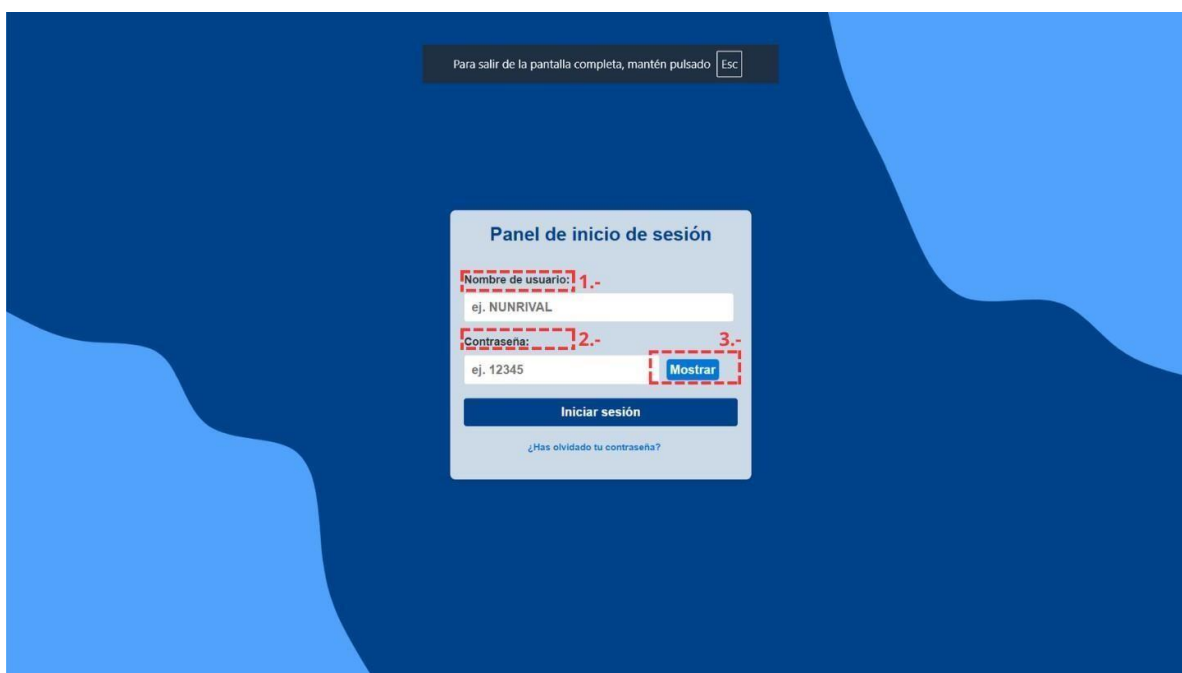 Para salir de la pantalla completa, mantén pulsado Esc
Panel de inicio de sesión
Nombre de usuario: 1.-
ej. NUNRIVAL
Contraseña: 2.- 3.-
ej. 12345 Mostrar
Iniciar sesión
¿Has olvidado tu contraseña?